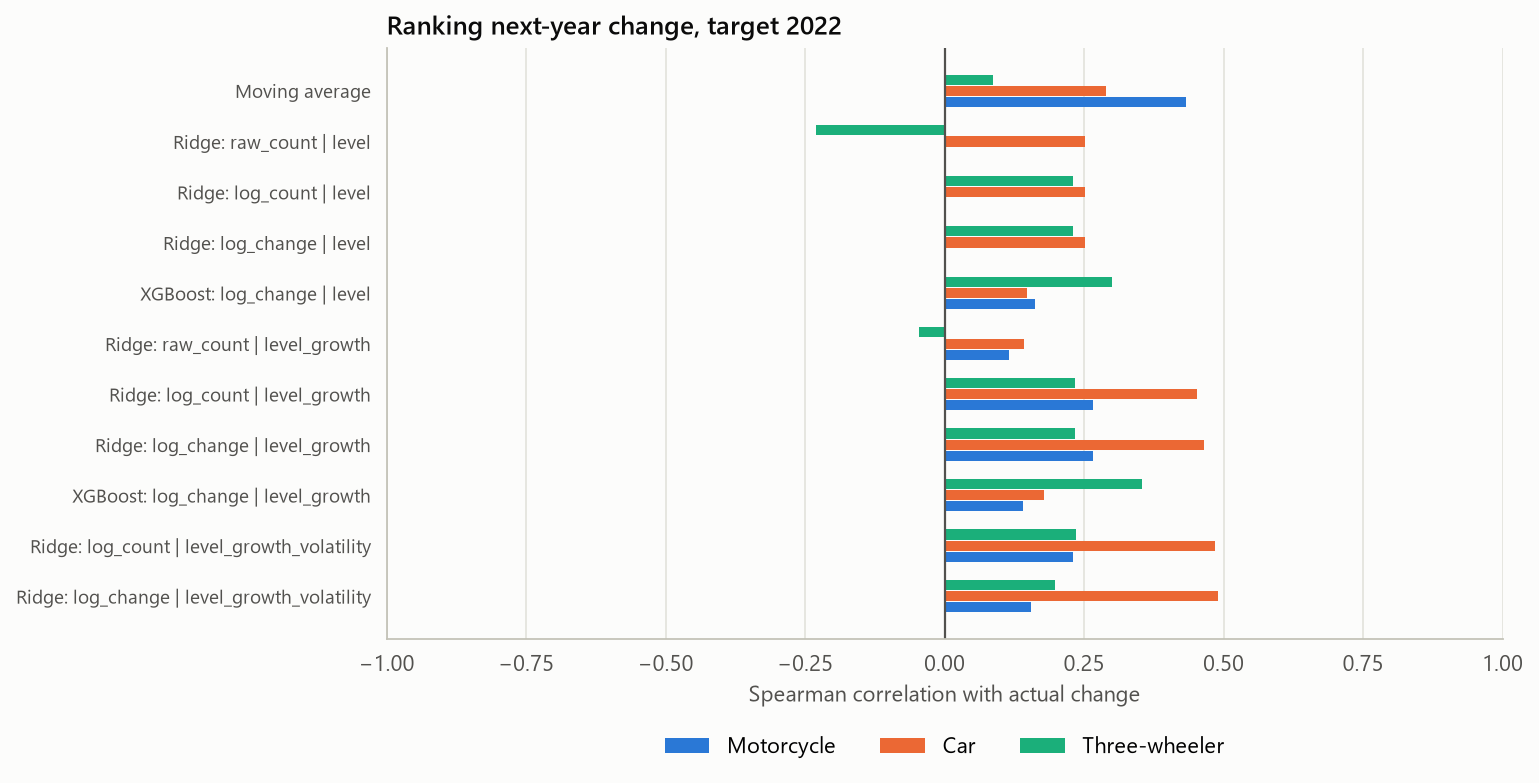 Ranking next-year change, target 2022
Moving average
Ridge: raw_count | level
Ridge: log_count | level
Ridge: log_change | level
XGBoost: log_change | level
Ridge: raw_count | level_growth
Ridge: log_count | level_growth
Ridge: log_change | level_growth
XGBoost: log_change | level_growth
Ridge: log_count | level_growth_volatility
Ridge: log_change | level_growth_volatility
−1.00 −0.75 −0.50 −0.25 0.00 0.25 0.50 0.75 1.00
Spearman correlation with actual change
Motorcycle Car Three-wheeler